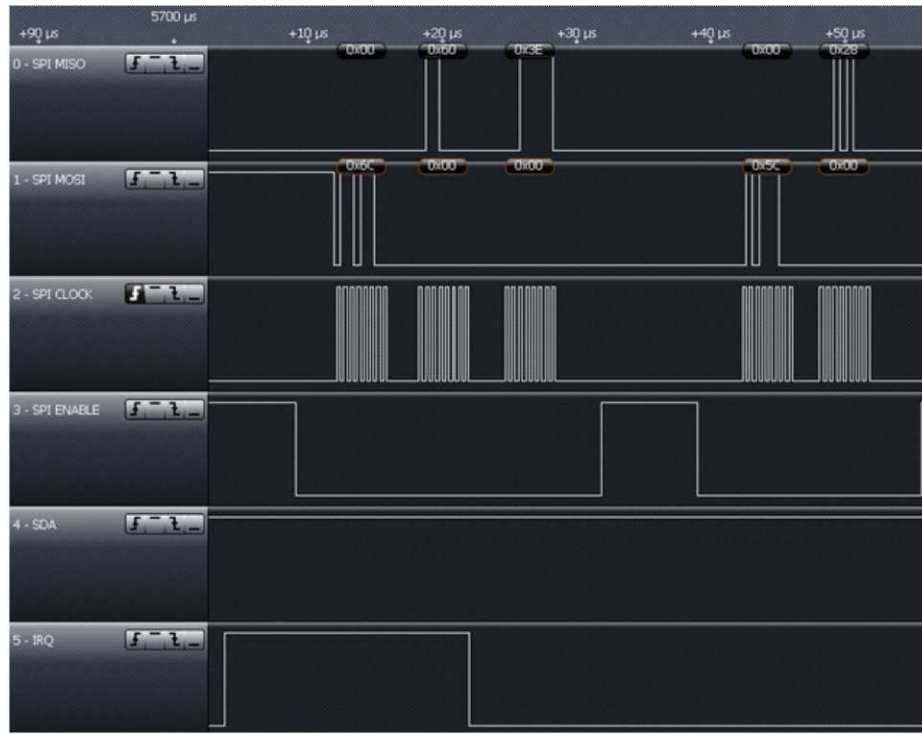 5700 µs
+90 µs +10 µs +20 µs +30 µs +40 µs +50 µs
0 - SPI MISO 0x00 0x60 0x3E 0x00 0x28
1 - SPI MOSI 0x6C 0x00 0x00 0x5C 0x00
2 - SPI CLOCK
3 - SPI ENABLE
4 - SDA
5 - IRQ